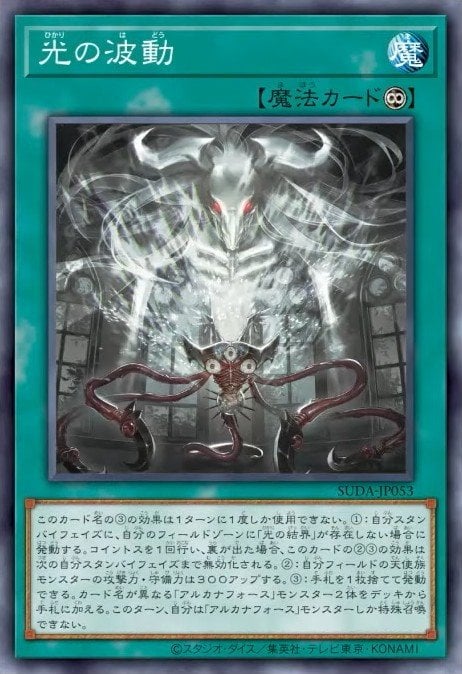 光の波動
魔
【魔法カード∞】
SUDA-JP053
このカード名の③の効果は1ターンに1度しか使用できない。①:自分スタン
バイフェイズに、自分のフィールドゾーンに「光の結界」が存在しない場合に
発動する。コイントスを1回行い、裏が出た場合、このカードの②③の効果は
次の自分スタンバイフェイズまで無効化される。②:自分フィールドの天使族
モンスターの攻撃力・守備力は300アップする。③:手札を1枚捨てて発動
できる。カード名が異なる「アルカナフォース」モンスター2体をデッキから
手札に加える。このターン、自分は「アルカナフォース」モンスターしか特殊召喚
できない。
©スタジオ・ダイス/集英社・テレビ東京・KONAMI